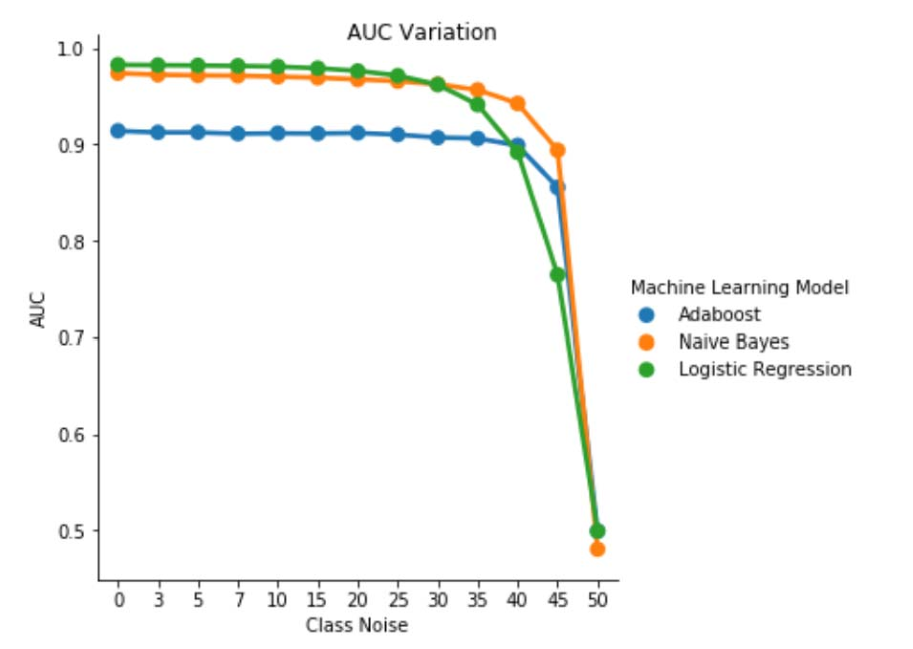 AUC Variation
1.0
0.9
0.8
0.7
0.6
0.5
AUC
0 3 5 7 10 15 20 25 30 35 40 45 50
Class Noise
Machine Learning Model
Adaboost
Naive Bayes
Logistic Regression